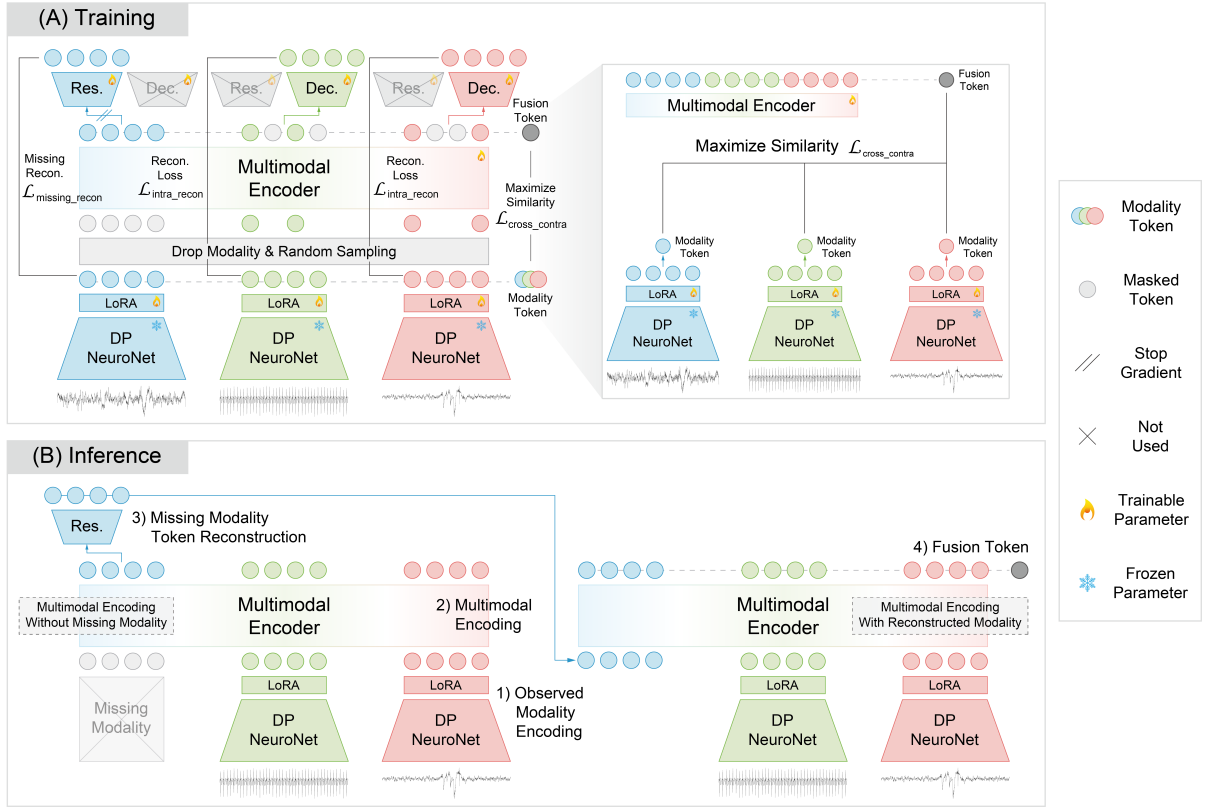 (A) Training
Res.
Dec.
Res.
Dec.
Res.
Dec.
Fusion
Token
Missing
Recon.
ℒmissing_recon
Recon.
Loss
ℒintra_recon
Multimodal
Encoder
Recon.
Loss
ℒintra_recon
Maximize
Similarity
ℒcross_contra
Drop Modality & Random Sampling
Modality
Token
LoRA
LoRA
LoRA
DP
NeuroNet
DP
NeuroNet
DP
NeuroNet
Fusion
Token
Multimodal Encoder
Maximize Similarity ℒcross_contra
Modality
Token
Modality
Token
Modality
Token
LoRA
LoRA
LoRA
DP
NeuroNet
DP
NeuroNet
DP
NeuroNet
(B) Inference
Res.
3) Missing Modality
Token Reconstruction
Multimodal Encoding
Without Missing Modality
Multimodal
Encoder
2) Multimodal
Encoding
Missing
Modality
LoRA
LoRA
DP
NeuroNet
DP
NeuroNet
1) Observed
Modality
Encoding
4) Fusion Token
Multimodal
Encoder
Multimodal Encoding
With Reconstructed Modality
LoRA
LoRA
DP
NeuroNet
DP
NeuroNet
Modality
Token
Masked
Token
Stop
Gradient
Not
Used
Trainable
Parameter
Frozen
Parameter